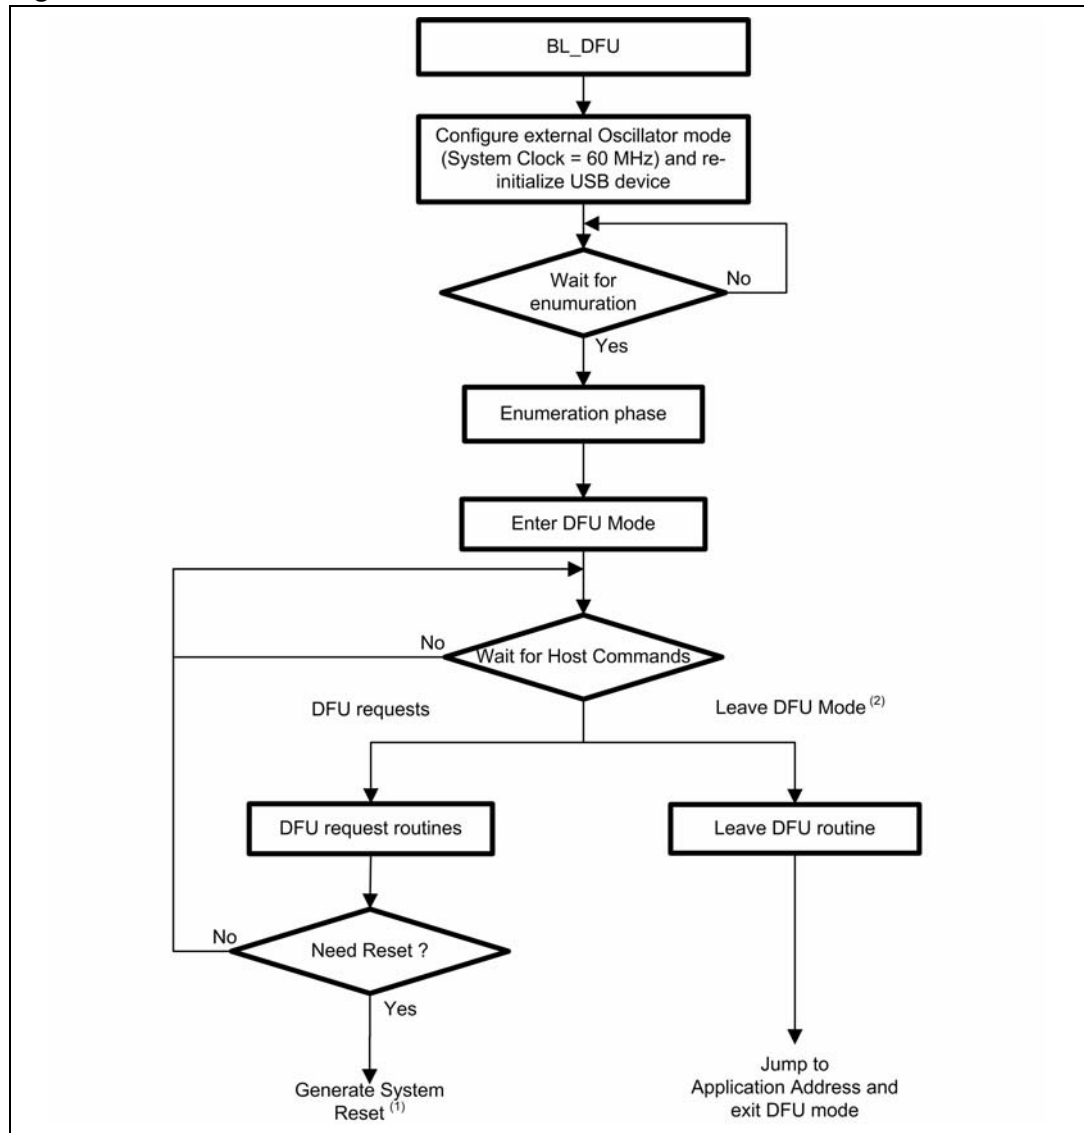 BL_DFU
Configure external Oscillator mode
(System Clock = 60 MHz) and re-
initialize USB device
Wait for
enumuration
No
Yes
Enumeration phase
Enter DFU Mode
No
Wait for Host Commands
DFU requests
Leave DFU Mode (2)
DFU request routines
Leave DFU routine
No
Need Reset ?
Yes
Generate System
Reset (1)
Jump to
Application Address and
exit DFU mode